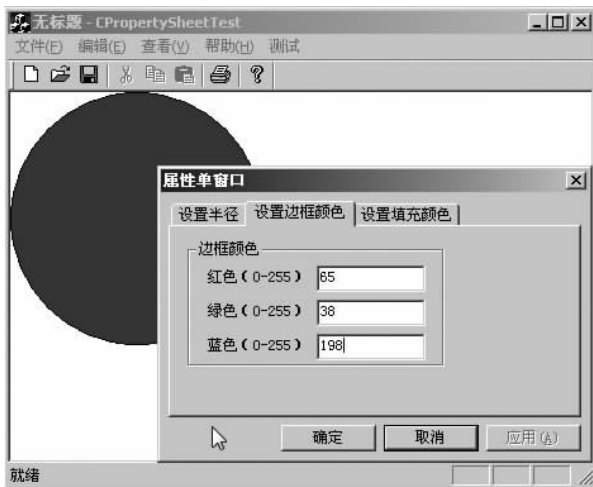 无标题 - CPropertySheetTest
文件(F) 编辑(E) 查看(V) 帮助(H) 测试
属性单窗口
设置半径 设置边框颜色 设置填充颜色
边框颜色
红色(0-255) 65
绿色(0-255) 38
蓝色(0-255) 198
确定 取消 应用(A)
就绪